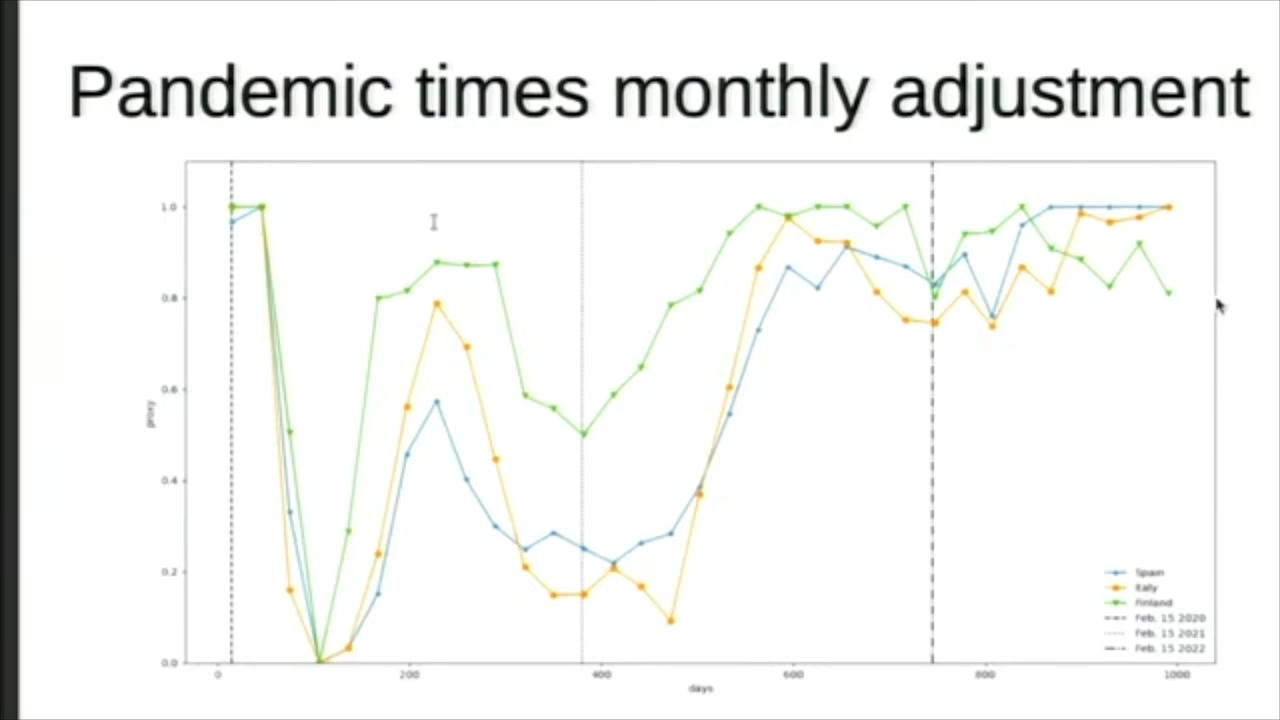 Pandemic times monthly adjustment
1.0
0.8
0.6
0.4
0.2
0.0
proxy
0 200 400 600 800 1000
days
Spain
Italy
Finland
Feb. 15 2020
Feb. 15 2021
Feb. 15 2022